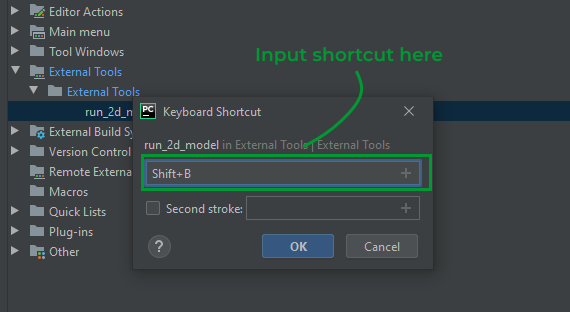 Editor Actions
Main menu
Tool Windows
External Tools
External Tools
run_2d_m
External Build Sy
Version Control
Remote Externa
Macros
Quick Lists
Plug-ins
Other
Input shortcut here
PC Keyboard Shortcut
run_2d_model in External Tools | External Tools
Shift+B
Second stroke:
? OK Cancel